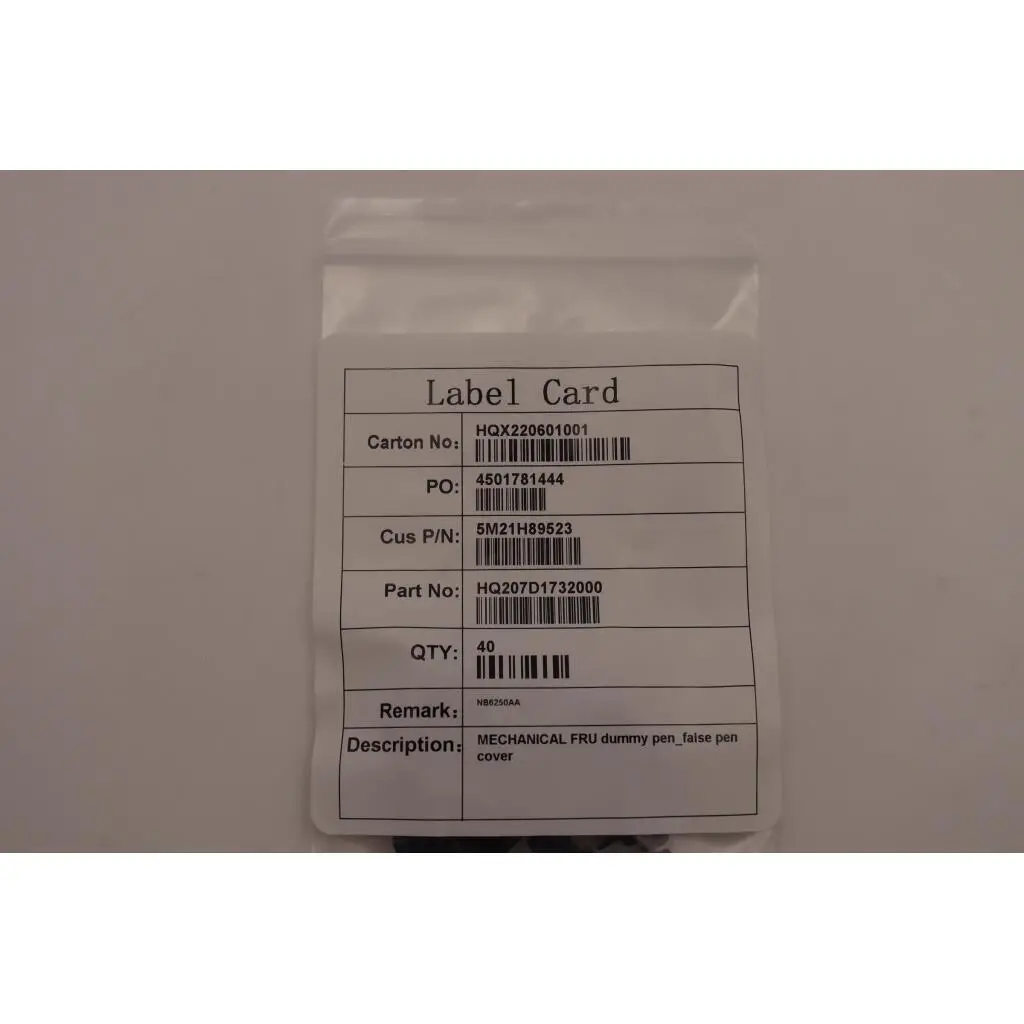 Label Card
Carton No: HQX220601001
PO: 4501781444
Cus P/N: 5M21H89523
Part No: HQ207D1732000
QTY: 40
Remark: NB6250AA
Description: MECHANICAL FRU dummy pen_false pen
cover